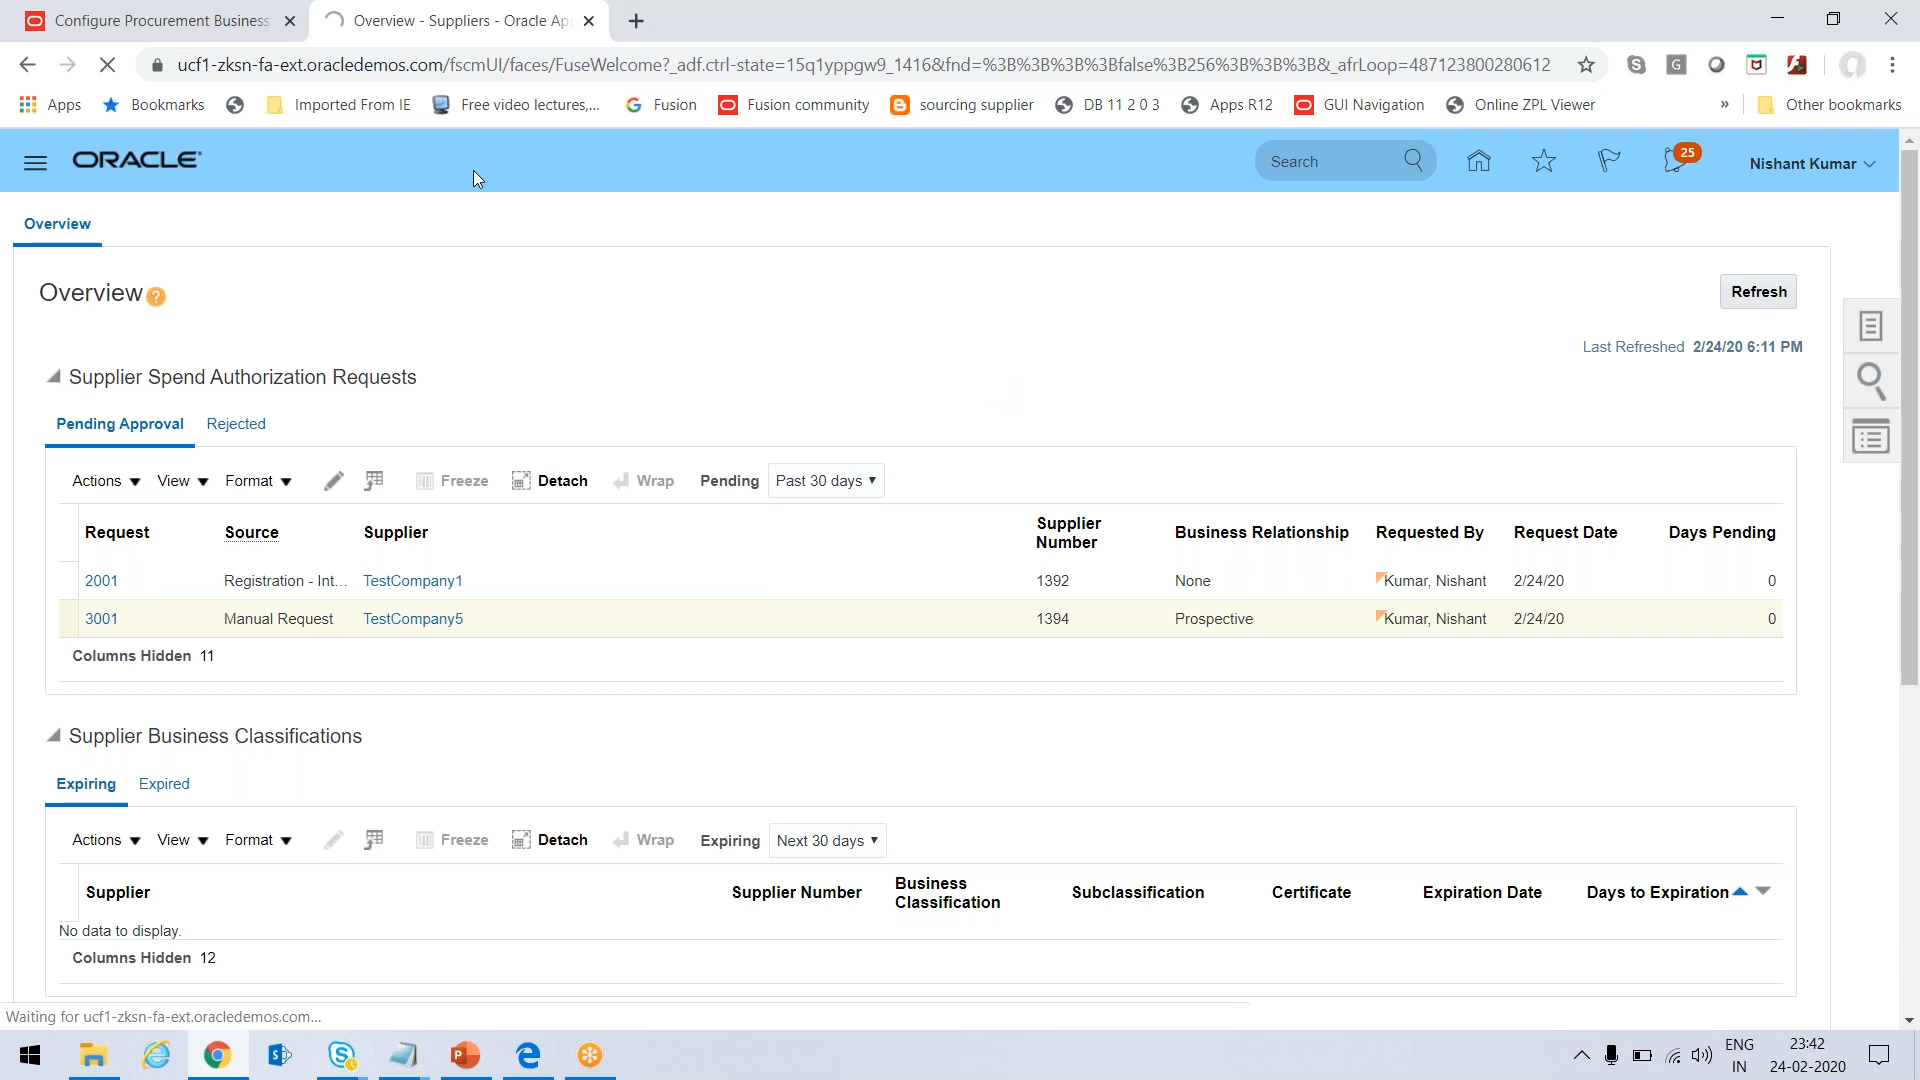 Configure Procurement Business
Overview - Suppliers - Oracle Ap
ucf1-zksn-fa-ext.oracledemos.com/fscmUI/faces/FuseWelcome?_adf.ctrl-state=15q1yppgw9_1416&fnd=%3B%3B%3B%3Bfalse%3B256%3B%3B%3B&_afrLoop=487123800280612
Apps Bookmarks Imported From IE Free video lectures,... Fusion Fusion community sourcing supplier DB 11 2 0 3 Apps R12 GUI Navigation Online ZPL Viewer » Other bookmarks
ORACLE
Search
25
Nishant Kumar
Overview
Overview ?
Refresh
Last Refreshed 2/24/20 6:11 PM
Supplier Spend Authorization Requests
Pending Approval Rejected
Actions View Format Freeze Detach Wrap Pending Past 30 days
Request Source Supplier Supplier Number Business Relationship Requested By Request Date Days Pending
2001 Registration - Int... TestCompany1 1392 None Kumar, Nishant 2/24/20 0
3001 Manual Request TestCompany5 1394 Prospective Kumar, Nishant 2/24/20 0
Columns Hidden 11
Supplier Business Classifications
Expiring Expired
Actions View Format Freeze Detach Wrap Expiring Next 30 days
Supplier Supplier Number Business Classification Subclassification Certificate Expiration Date Days to Expiration
No data to display.
Columns Hidden 12
Waiting for ucf1-zksn-fa-ext.oracledemos.com...
ENG
IN
23:42
24-02-2020